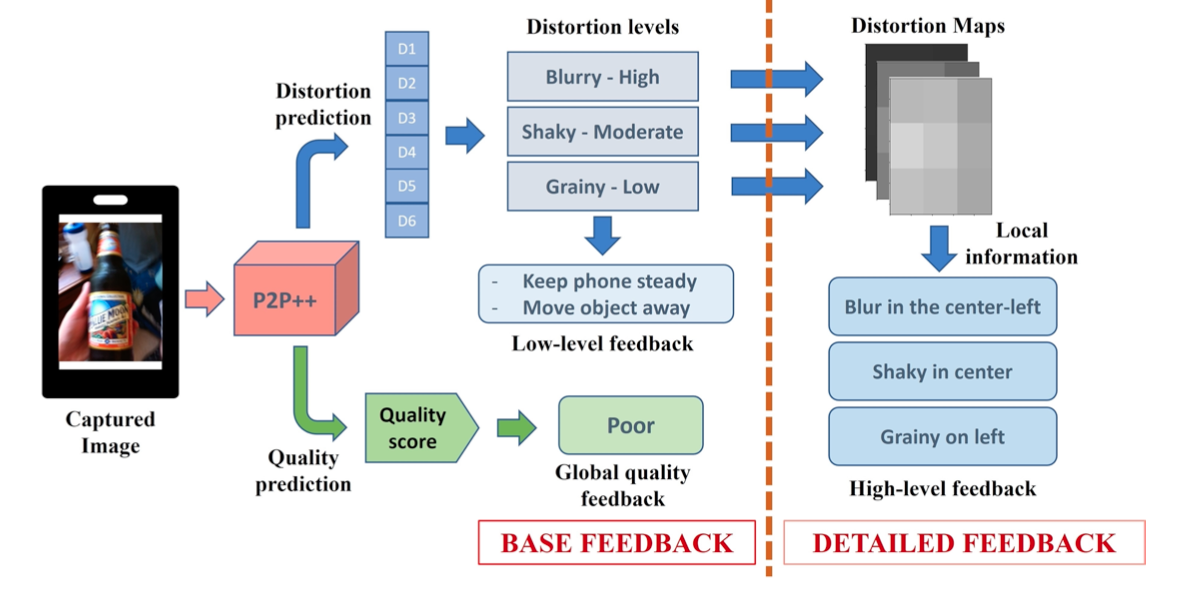 Distortion levels
Distortion Maps
D1
D2
D3
D4
D5
D6
Distortion
prediction
Blurry - High
Shaky - Moderate
Grainy - Low
Local
information
P2P++
- Keep phone steady
- Move object away
Low-level feedback
Blur in the center-left
Shaky in center
Grainy on left
High-level feedback
BLUE MOON
Captured
Image
Quality
score
Poor
Quality
prediction
Global quality
feedback
BASE FEEDBACK
DETAILED FEEDBACK